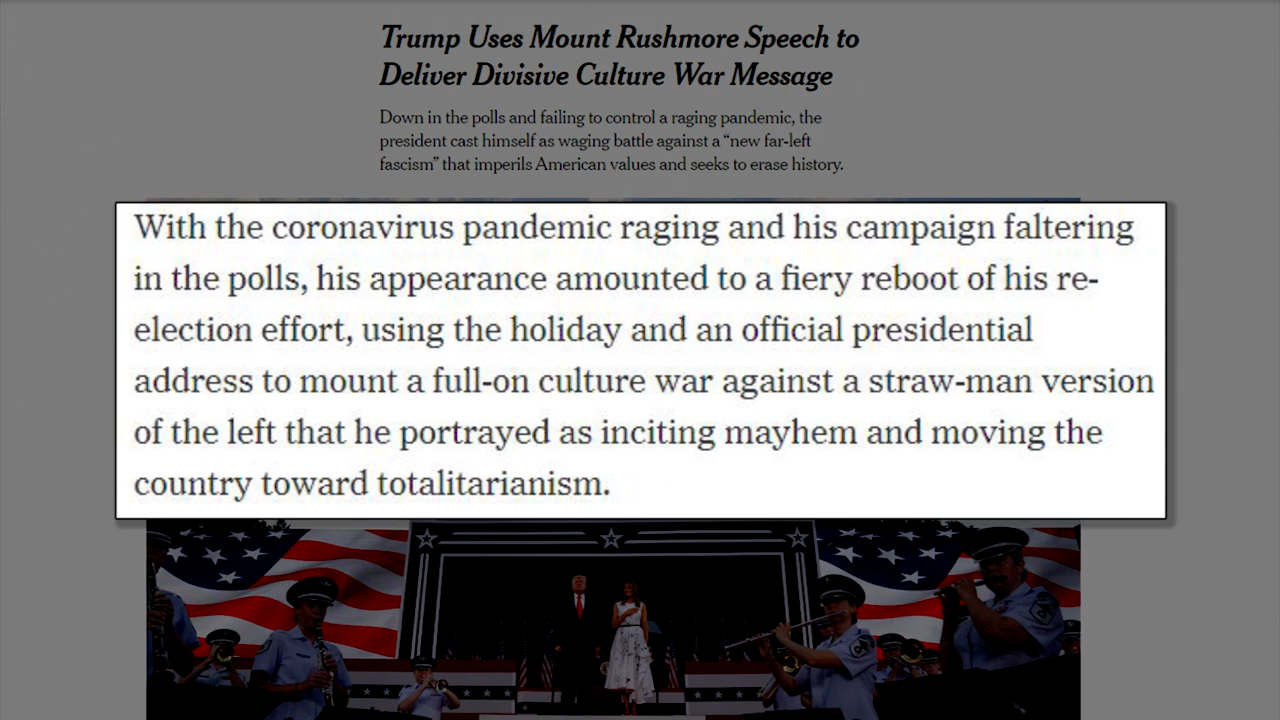 Trump Uses Mount Rushmore Speech to
Deliver Divisive Culture War Message
Down in the polls and failing to control a raging pandemic, the
president cast himself as waging battle against a “new far-left
fascism” that imperils American values and seeks to erase history.
With the coronavirus pandemic raging and his campaign faltering
in the polls, his appearance amounted to a fiery reboot of his re-
election effort, using the holiday and an official presidential
address to mount a full-on culture war against a straw-man version
of the left that he portrayed as inciting mayhem and moving the
country toward totalitarianism.